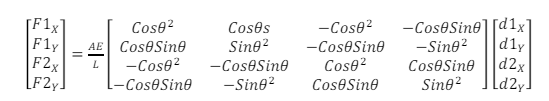 [F1X F1Y F2X F2Y] = AE/L [Cosθ² Cosθs −Cosθ² −CosθSinθ] [d1X
CosθSinθ Sinθ² −CosθSinθ −Sinθ² d1Y
−Cosθ² −CosθSinθ Cosθ² CosθSinθ d2X
−CosθSinθ −Sinθ² CosθSinθ Sinθ² d2Y]